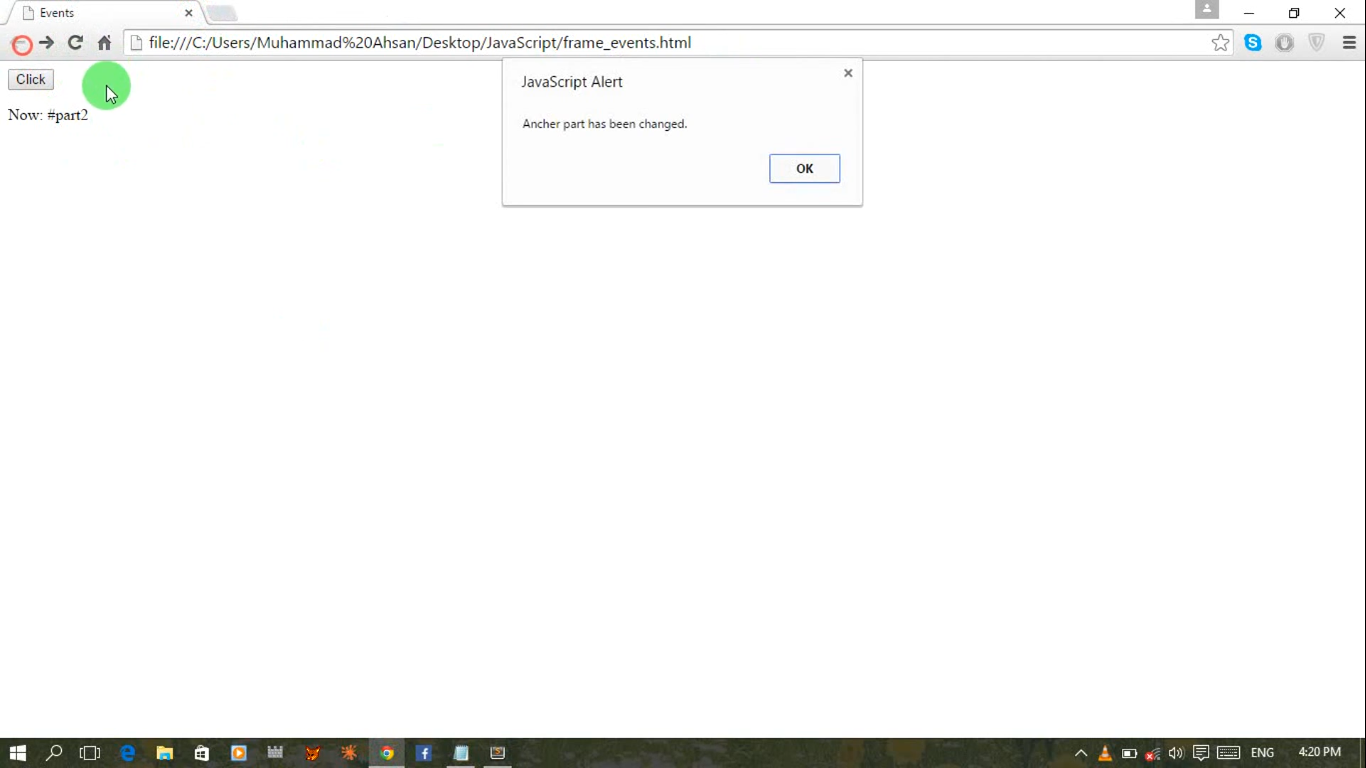 Events
file:///C:/Users/Muhammad%20Ahsan/Desktop/JavaScript/frame_events.html
Click
Now: #part2
JavaScript Alert
Ancher part has been changed.
OK
ENG
4:20 PM